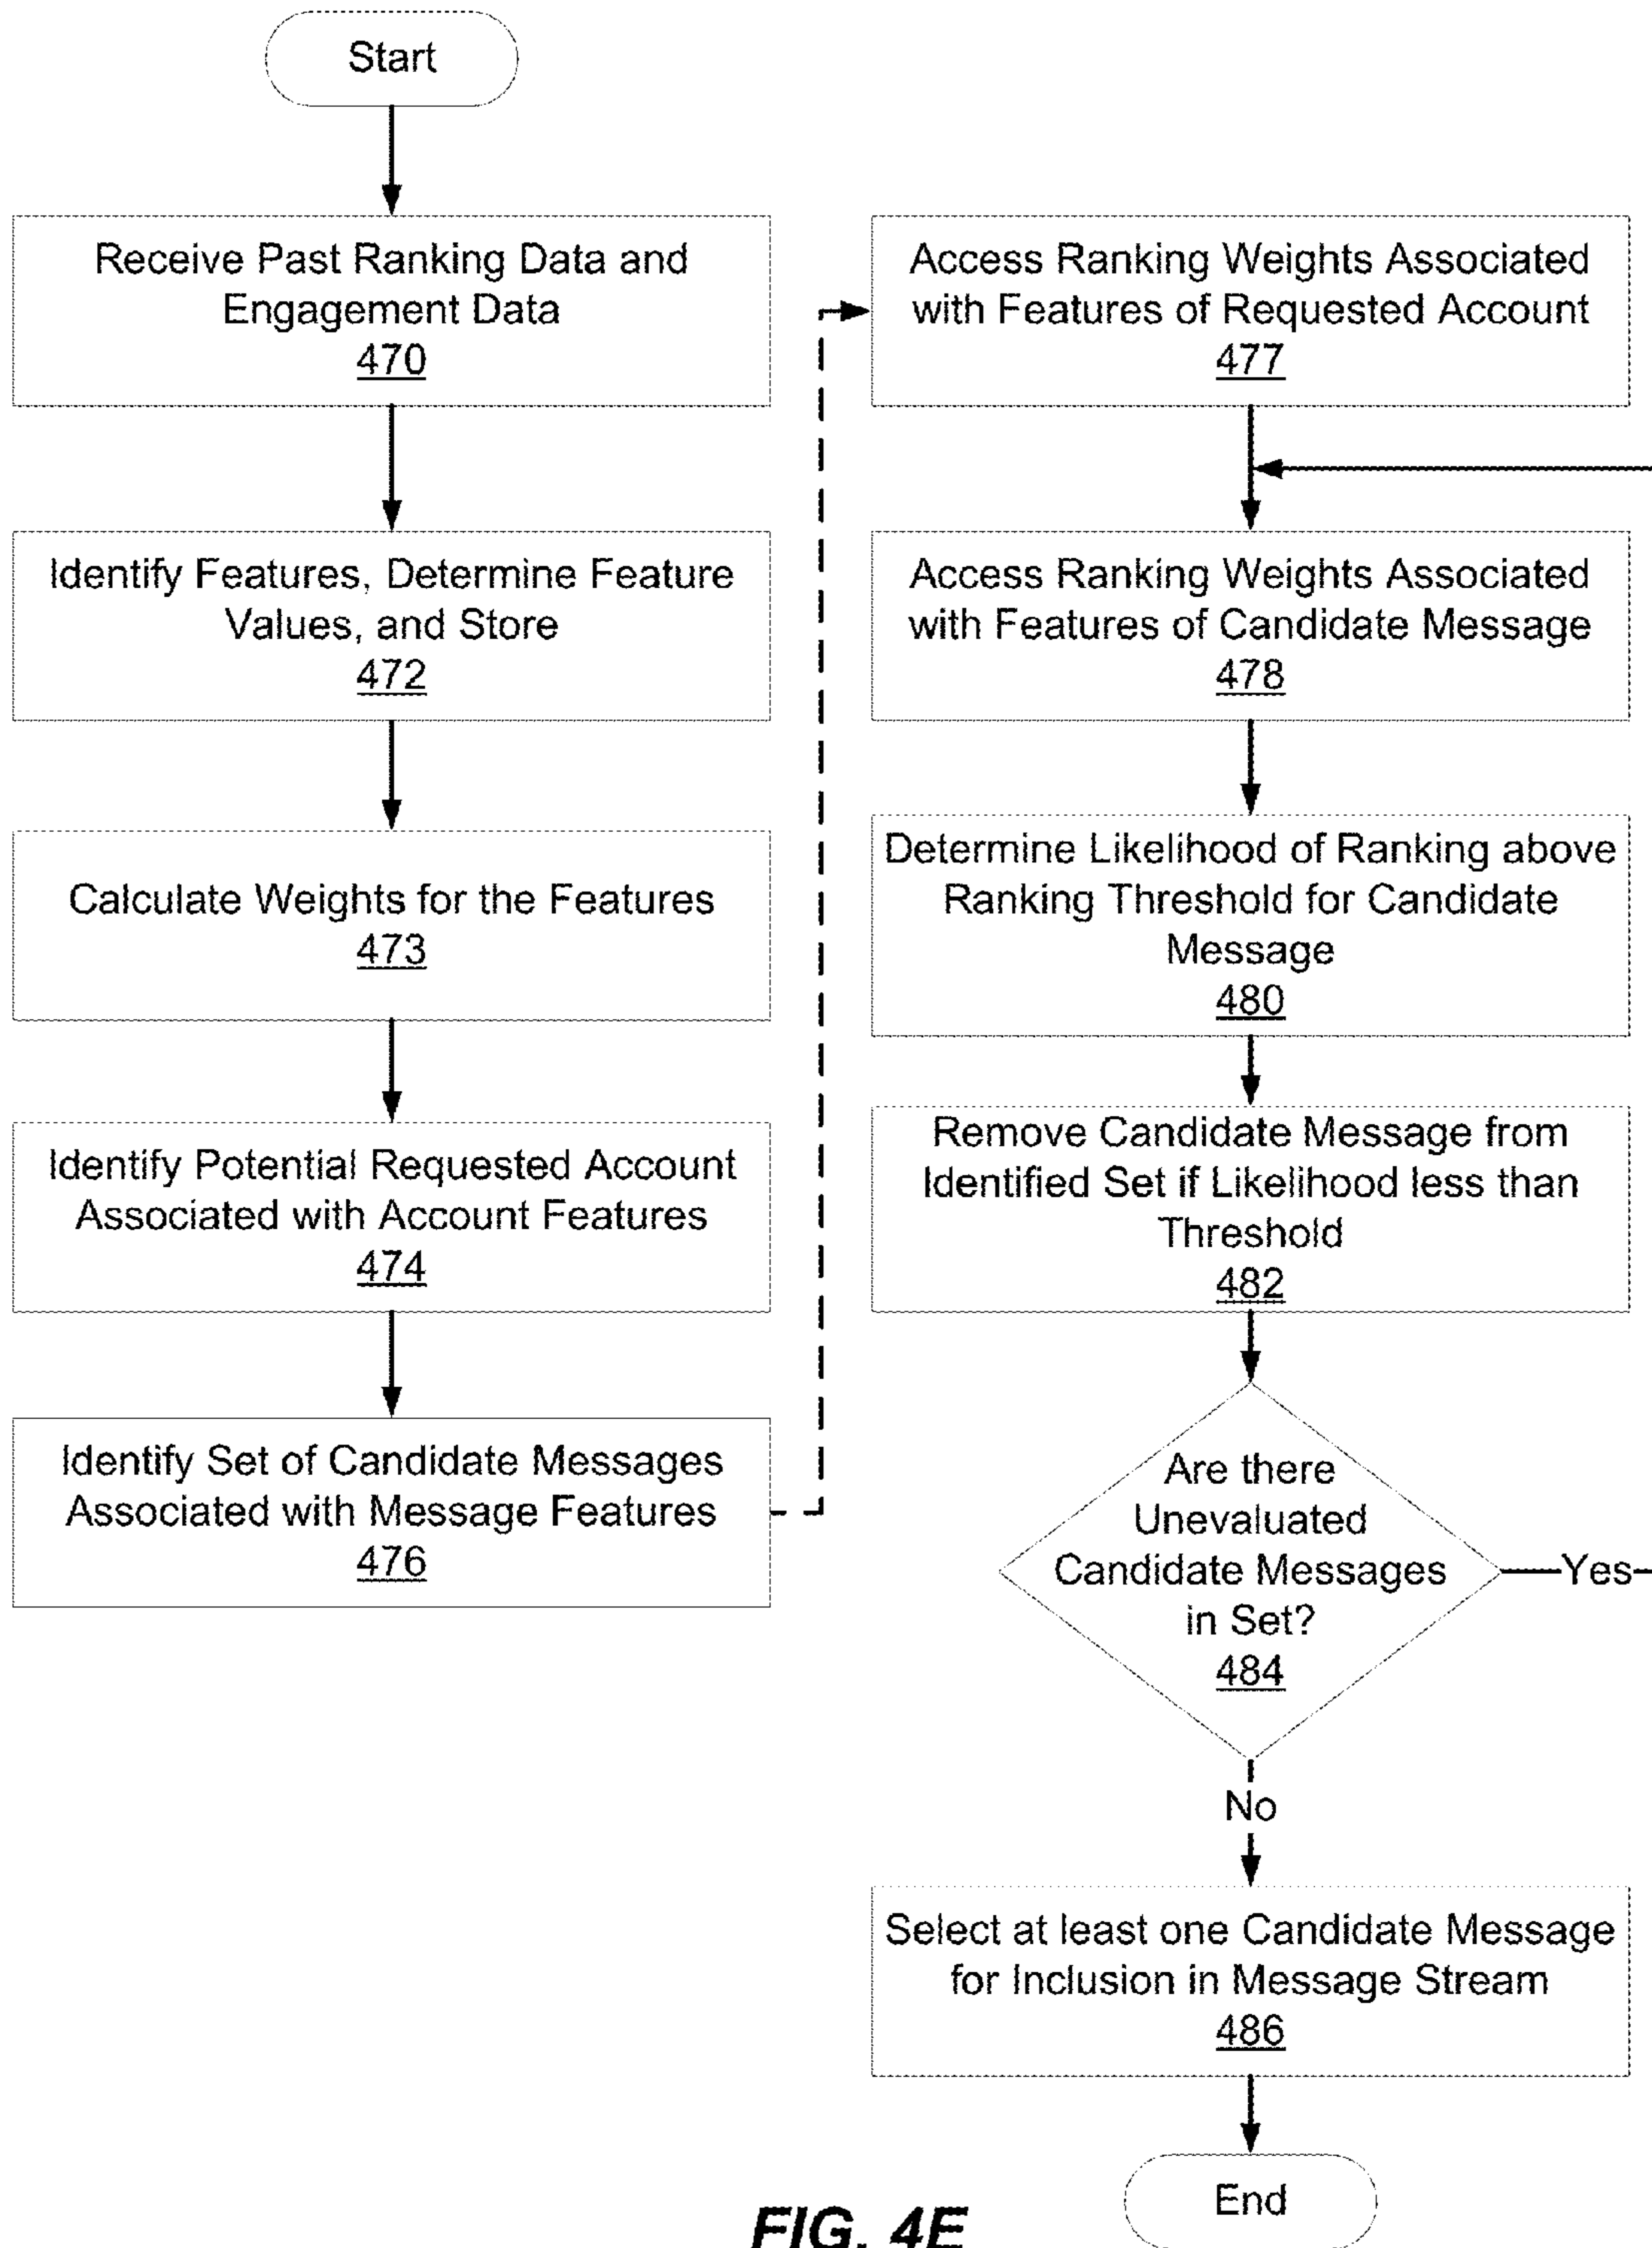 Start
Receive Past Ranking Data and
Engagement Data
470
Identify Features, Determine Feature
Values, and Store
472
Calculate Weights for the Features
473
Identify Potential Requested Account
Associated with Account Features
474
Identify Set of Candidate Messages
Associated with Message Features
476
Access Ranking Weights Associated
with Features of Requested Account
477
Access Ranking Weights Associated
with Features of Candidate Message
478
Determine Likelihood of Ranking above
Ranking Threshold for Candidate
Message
480
Remove Candidate Message from
Identified Set if Likelihood less than
Threshold
482
Are there
Unevaluated
Candidate Messages
in Set?
484
Yes
No
Select at least one Candidate Message
for Inclusion in Message Stream
486
End
FIG. 4E